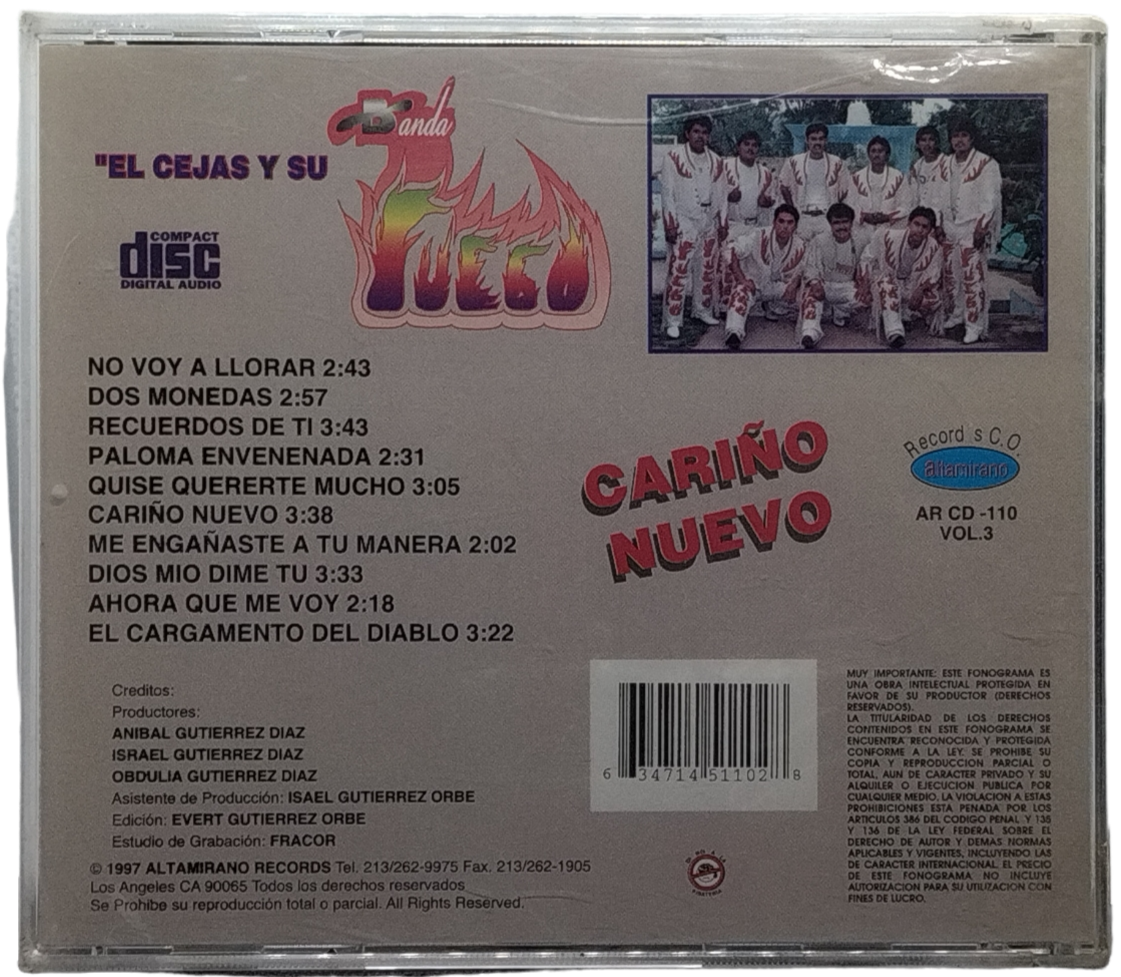 "EL CEJAS Y SU
Banda
FUEGO
COMPACT
disc
DIGITAL AUDIO
NO VOY A LLORAR 2:43
DOS MONEDAS 2:57
RECUERDOS DE TI 3:43
PALOMA ENVENENADA 2:31
QUISE QUERERTE MUCHO 3:05
CARIÑO NUEVO 3:38
ME ENGAÑASTE A TU MANERA 2:02
DIOS MIO DIME TU 3:33
AHORA QUE ME VOY 2:18
EL CARGAMENTO DEL DIABLO 3:22
CARIÑO
NUEVO
Record s C.O.
altamirano
AR CD -110
VOL.3
Creditos:
Productores:
ANIBAL GUTIERREZ DIAZ
ISRAEL GUTIERREZ DIAZ
OBDULIA GUTIERREZ DIAZ
Asistente de Producción: ISAEL GUTIERREZ ORBE
Edición: EVERT GUTIERREZ ORBE
Estudio de Grabación: FRACOR
© 1997 ALTAMIRANO RECORDS Tel. 213/262-9975 Fax. 213/262-1905
Los Angeles CA 90065 Todos los derechos reservados
Se Prohibe su reproducción total o parcial. All Rights Reserved.
6 34714 51102 8
DI NO A LA
PIRATERIA
MUY IMPORTANTE: ESTE FONOGRAMA ES
UNA OBRA INTELECTUAL PROTEGIDA EN
FAVOR DE SU PRODUCTOR (DERECHOS
RESERVADOS).
LA TITULARIDAD DE LOS DERECHOS
CONTENIDOS EN ESTE FONOGRAMA SE
ENCUENTRA RECONOCIDA Y PROTEGIDA
CONFORME A LA LEY. SE PROHIBE SU
COPIA Y REPRODUCCION PARCIAL O
TOTAL, AUN DE CARACTER PRIVADO Y SU
ALQUILER O EJECUCION PUBLICA POR
CUALQUIER MEDIO. LA VIOLACION A ESTAS
PROHIBICIONES ESTA PENADA POR LOS
ARTICULOS 386 DEL CODIGO PENAL Y 135
Y 136 DE LA LEY FEDERAL SOBRE EL
DERECHO DE AUTOR Y DEMAS NORMAS
APLICABLES Y VIGENTES, INCLUYENDO LAS
DE CARACTER INTERNACIONAL. EL PRECIO
DE ESTE FONOGRAMA NO INCLUYE
AUTORIZACION PARA SU UTILIZACION CON
FINES DE LUCRO.